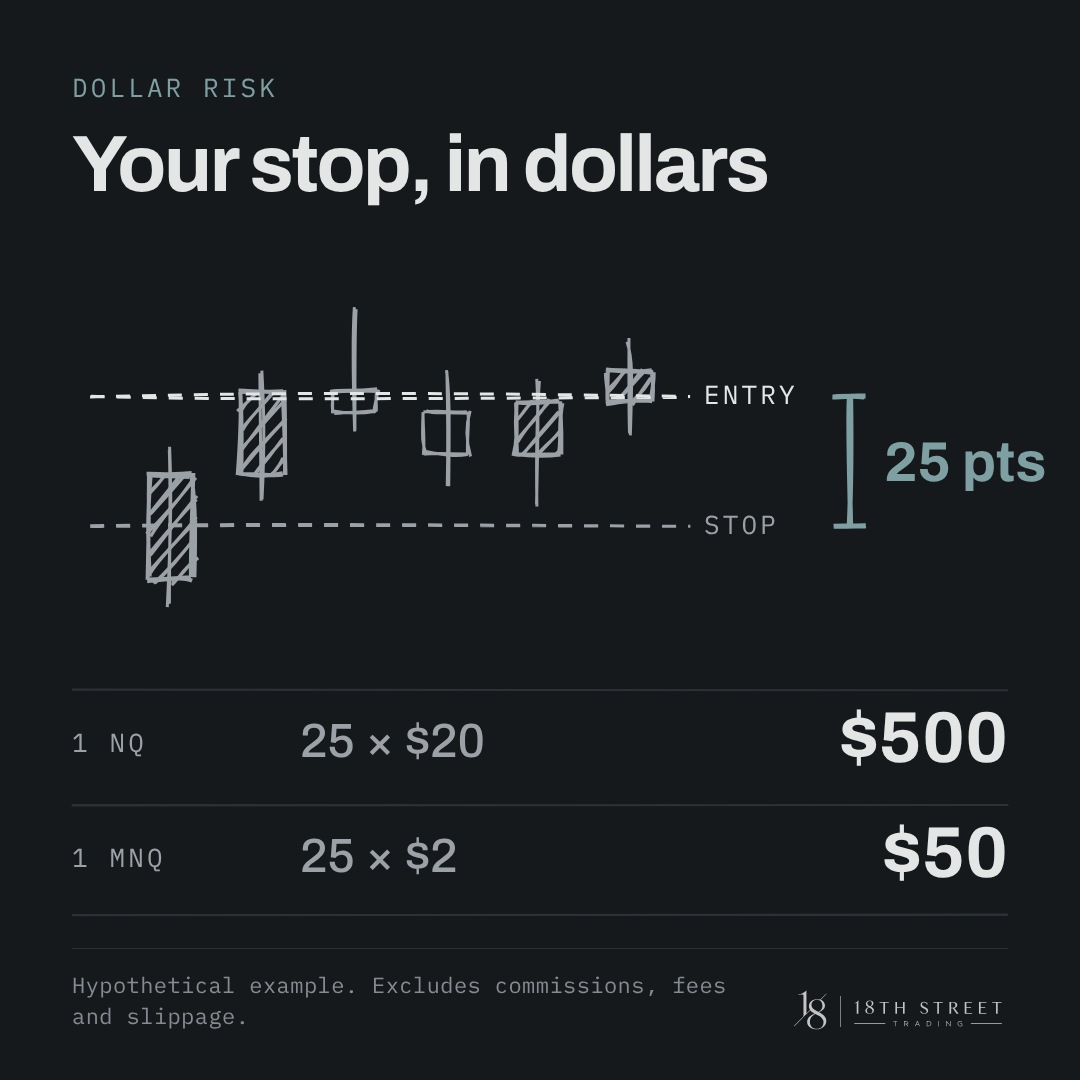 DOLLAR RISK
Your stop, in dollars
ENTRY
25 pts
STOP
1 NQ 25 × $20 $500
1 MNQ 25 × $2 $50
Hypothetical example. Excludes commissions, fees
and slippage.
18 18TH STREET
TRADING